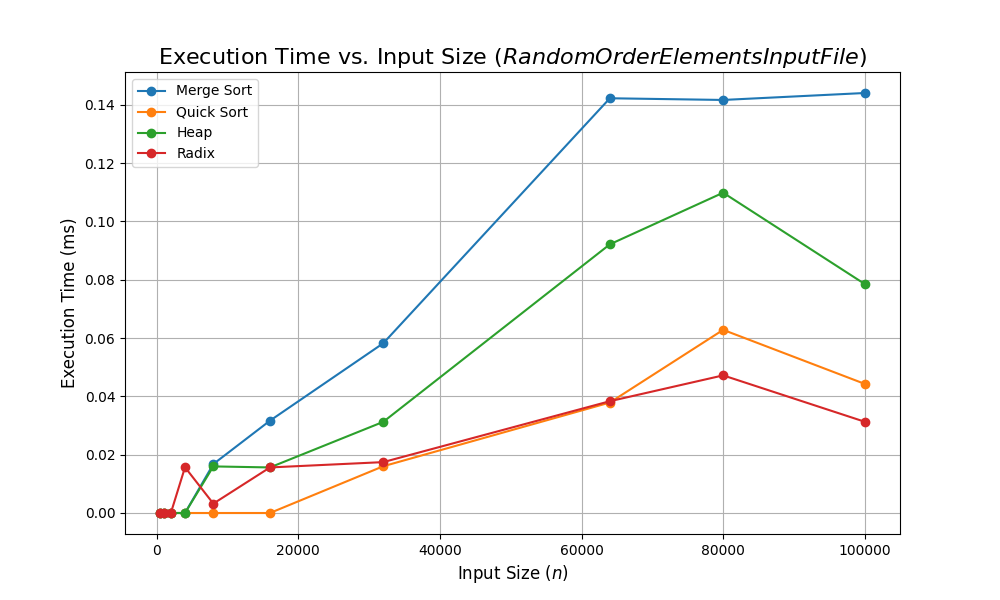 Execution Time vs. Input Size (RandomOrderElementsInputFile)
Merge Sort
Quick Sort
Heap
Radix
Execution Time (ms)
0.14
0.12
0.10
0.08
0.06
0.04
0.02
0.00
0 20000 40000 60000 80000 100000
Input Size (n)